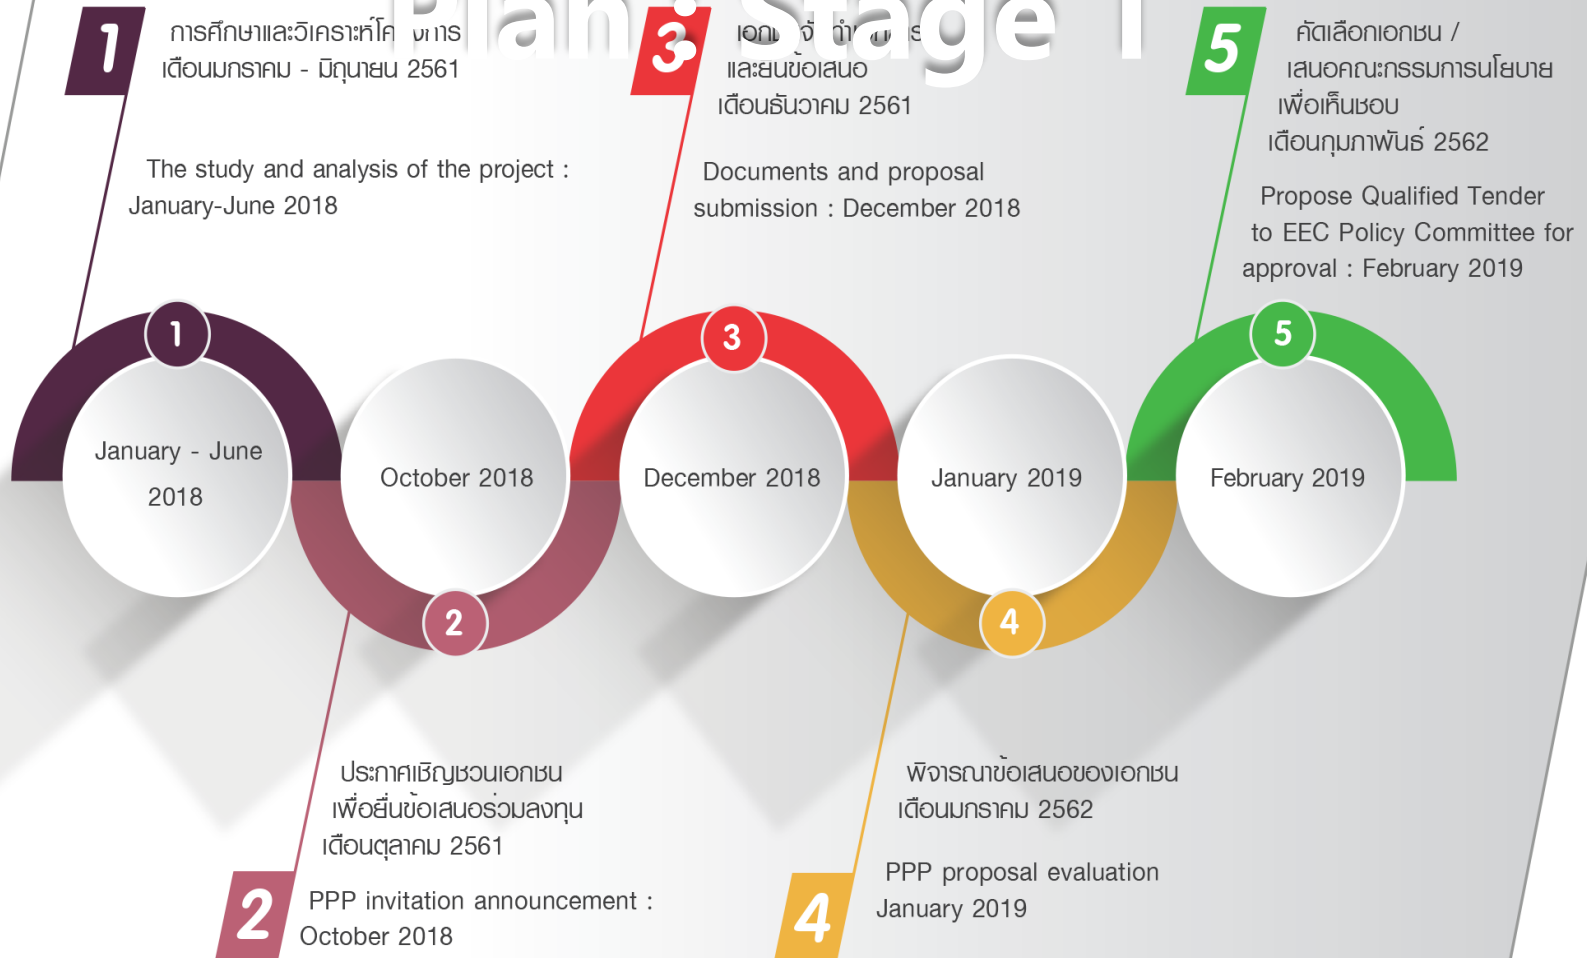 Plan : Stage 1
1
การศึกษาและวิเคราะห์โครงการ
เดือนมกราคม - มิถุนายน 2561
The study and analysis of the project :
January-June 2018
3
และยื่นข้อเสนอ
เดือนธันวาคม 2561
Documents and proposal
submission : December 2018
5
คัดเลือกเอกชน /
เสนอคณะกรรมการนโยบาย
เพื่อเห็นชอบ
เดือนกุมภาพันธ์ 2562
Propose Qualified Tender
to EEC Policy Committee for
approval : February 2019
1
3
5
January - June
2018
October 2018
December 2018
January 2019
February 2019
2
4
ประกาศเชิญชวนเอกชน
เพื่อยื่นข้อเสนอร่วมลงทุน
เดือนตุลาคม 2561
2
PPP invitation announcement :
October 2018
พิจารณาข้อเสนอของเอกชน
เดือนมกราคม 2562
4
PPP proposal evaluation
January 2019